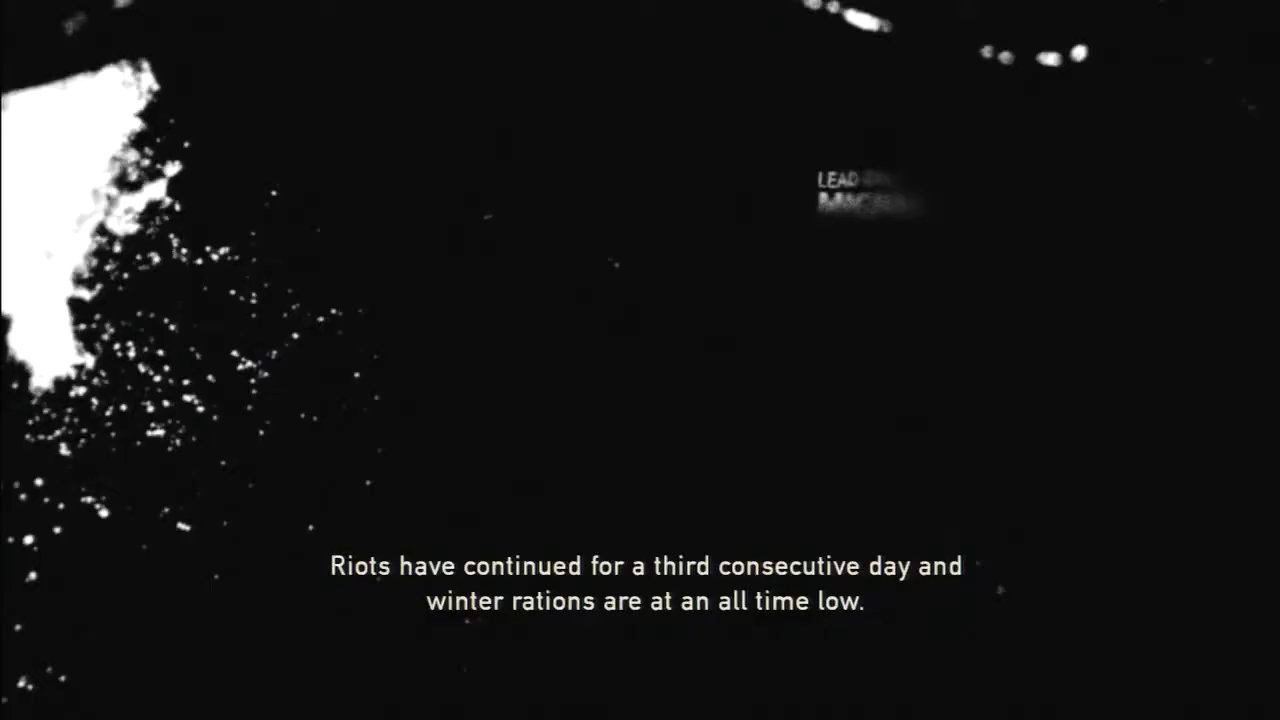 LEAD
Riots have continued for a third consecutive day and
winter rations are at an all time low.